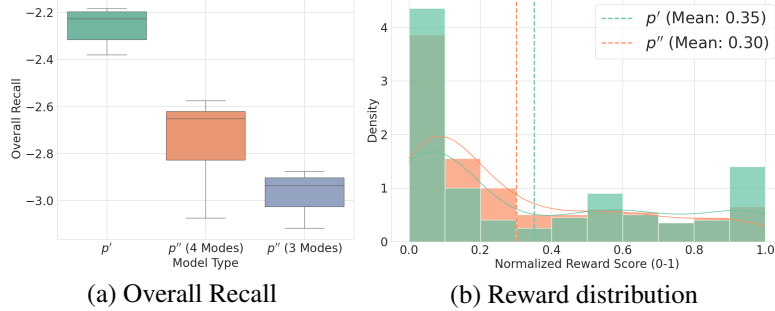 −2.2
−2.4
−2.6
−2.8
−3.0
Overall Recall
p′
p′′ (4 Modes)
p′′ (3 Modes)
Model Type
(a) Overall Recall
p′ (Mean: 0.35)
p′′ (Mean: 0.30)
4
3
2
1
0
Density
0.0
0.2
0.4
0.6
0.8
1.0
Normalized Reward Score (0-1)
(b) Reward distribution